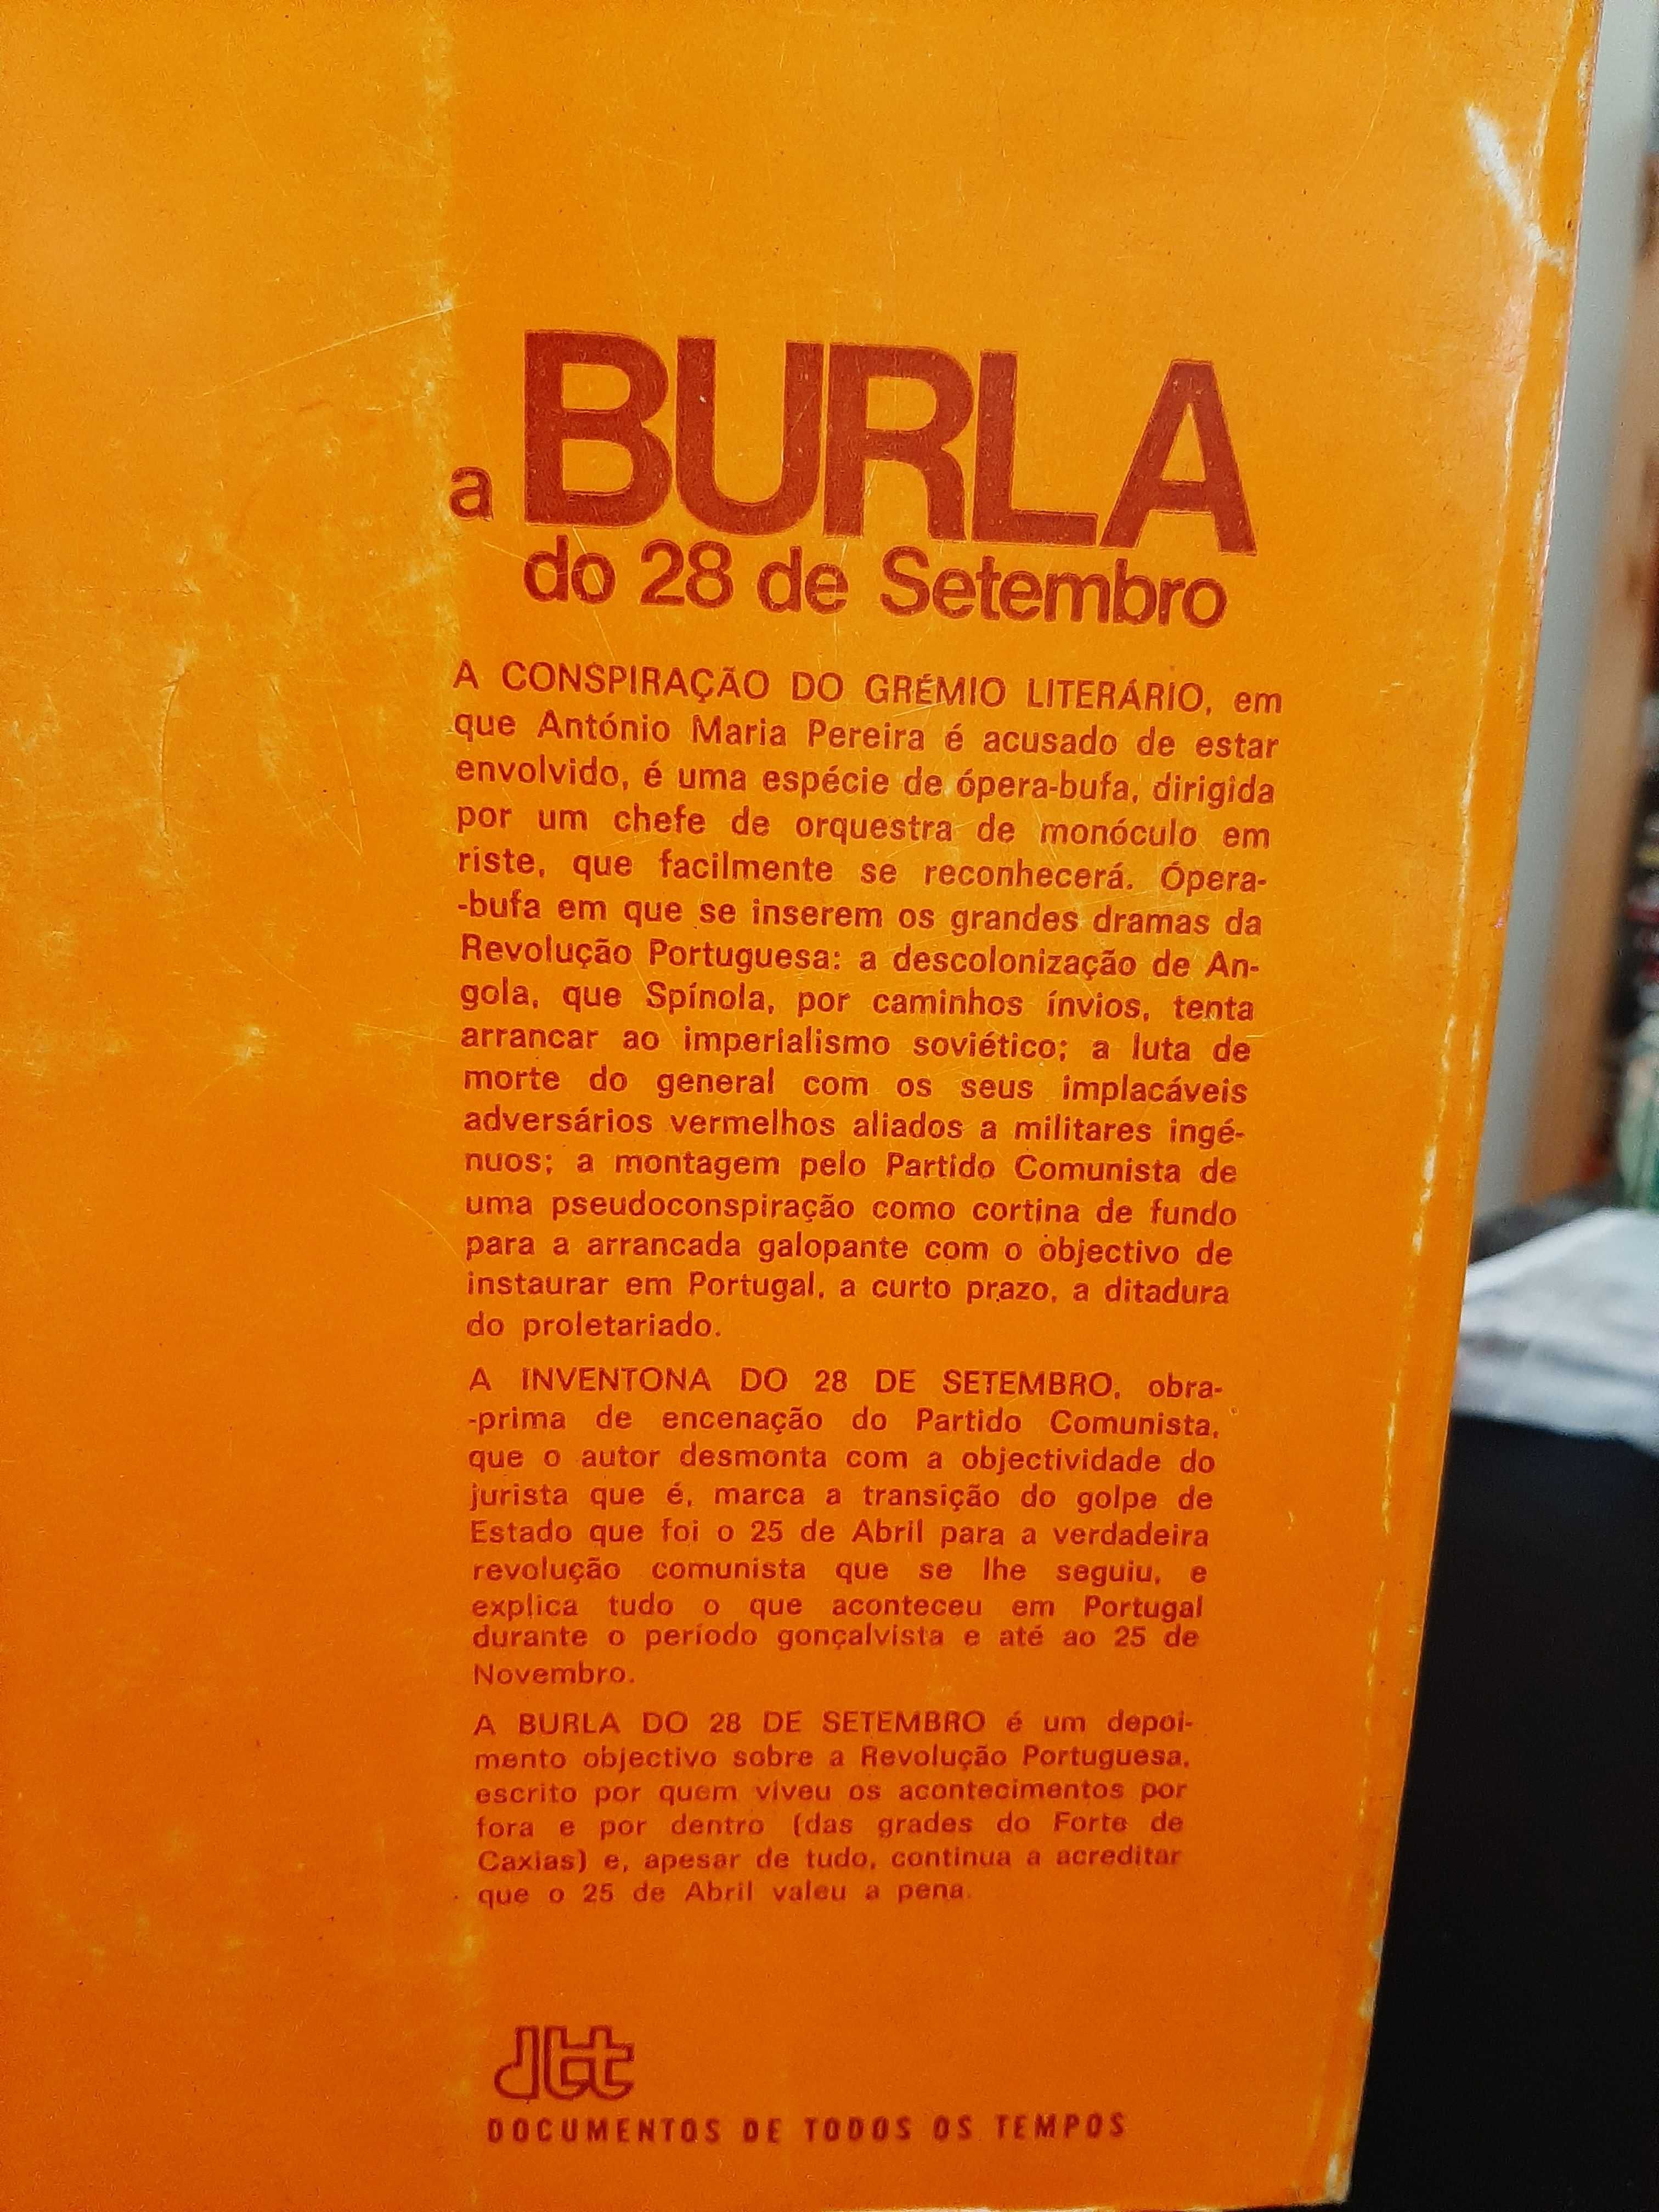 a BURLA
do 28 de Setembro
A CONSPIRAÇÃO DO GRÉMIO LITERÁRIO, em
que António Maria Pereira é acusado de estar
envolvido, é uma espécie de ópera-bufa, dirigida
por um chefe de orquestra de monóculo em
riste, que facilmente se reconhecerá. Ópera-
-bufa em que se inserem os grandes dramas da
Revolução Portuguesa: a descolonização de An-
gola, que Spínola, por caminhos ínvios, tenta
arrancar ao imperialismo soviético; a luta de
morte do general com os seus implacáveis
adversários vermelhos aliados a militares ingé-
nuos; a montagem pelo Partido Comunista de
uma pseudoconspiração como cortina de fundo
para a arrancada galopante com o objectivo de
instaurar em Portugal, a curto prazo, a ditadura
do proletariado.
A INVENTONA DO 28 DE SETEMBRO, obra-
-prima de encenação do Partido Comunista,
que o autor desmonta com a objectividade do
jurista que é, marca a transição do golpe de
Estado que foi o 25 de Abril para a verdadeira
revolução comunista que se lhe seguiu, e
explica tudo o que aconteceu em Portugal
durante o período gonçalvista e até ao 25 de
Novembro.
A BURLA DO 28 DE SETEMBRO é um depoi-
mento objectivo sobre a Revolução Portuguesa,
escrito por quem viveu os acontecimentos por
fora e por dentro (das grades do Forte de
Caxias) e, apesar de tudo, continua a acreditar
que o 25 de Abril valeu a pena.
DOCUMENTOS DE TODOS OS TEMPOS